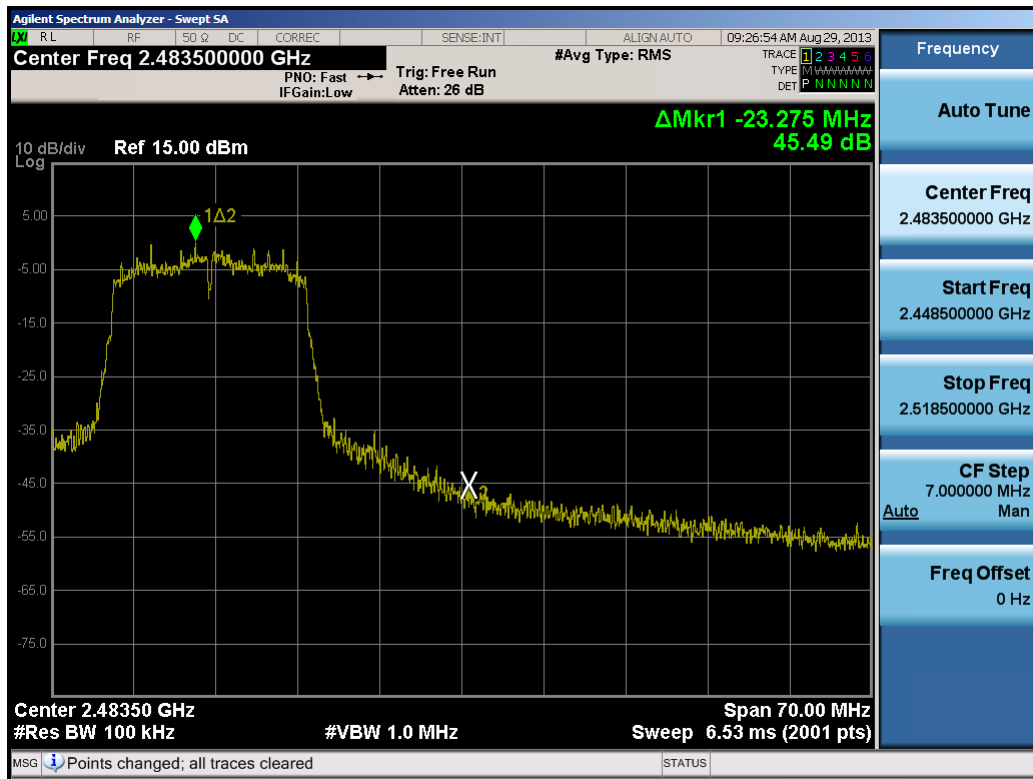 Agilent Spectrum Analyzer - Swept SA
LXI RL RF 50 Ω DC CORREC SENSE:INT ALIGNAUTO 09:26:54 AM Aug 29, 2013
Center Freq 2.483500000 GHz
PNO: Fast
IFGain:Low
Trig: Free Run
Atten: 26 dB
#Avg Type: RMS
TRACE 1 2 3 4 5 6
TYPE M WWWWW
DET P N N N N N
ΔMkr1 -23.275 MHz
45.49 dB
10 dB/div Ref 15.00 dBm
Log
5.00
1Δ2
-5.00
-15.0
-25.0
-35.0
-45.0
X2
-55.0
-65.0
-75.0
Center 2.48350 GHz Span 70.00 MHz
#Res BW 100 kHz #VBW 1.0 MHz Sweep 6.53 ms (2001 pts)
MSG Points changed; all traces cleared STATUS
Frequency
Auto Tune
Center Freq
2.483500000 GHz
Start Freq
2.448500000 GHz
Stop Freq
2.518500000 GHz
CF Step
7.000000 MHz
Auto Man
Freq Offset
0 Hz